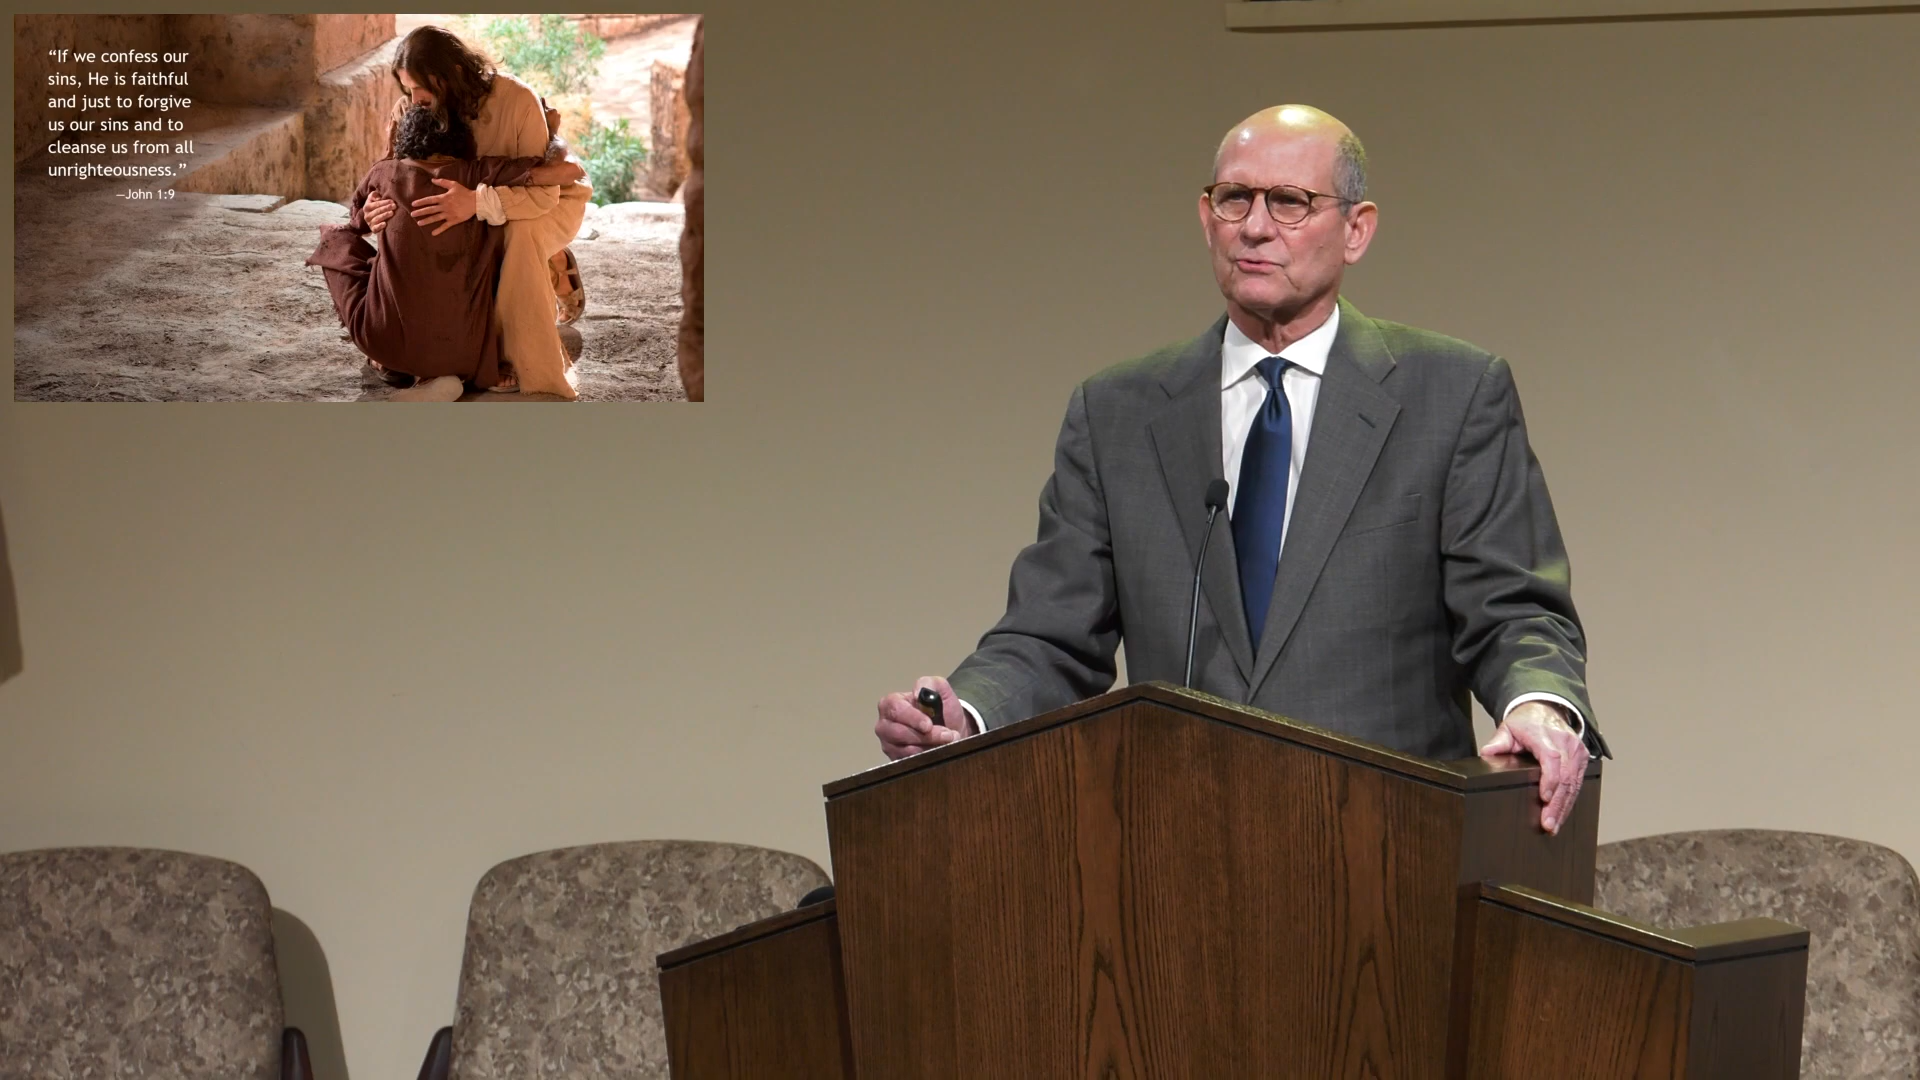 “If we confess our
sins, He is faithful
and just to forgive
us our sins and to
cleanse us from all
unrighteousness.”
—John 1:9